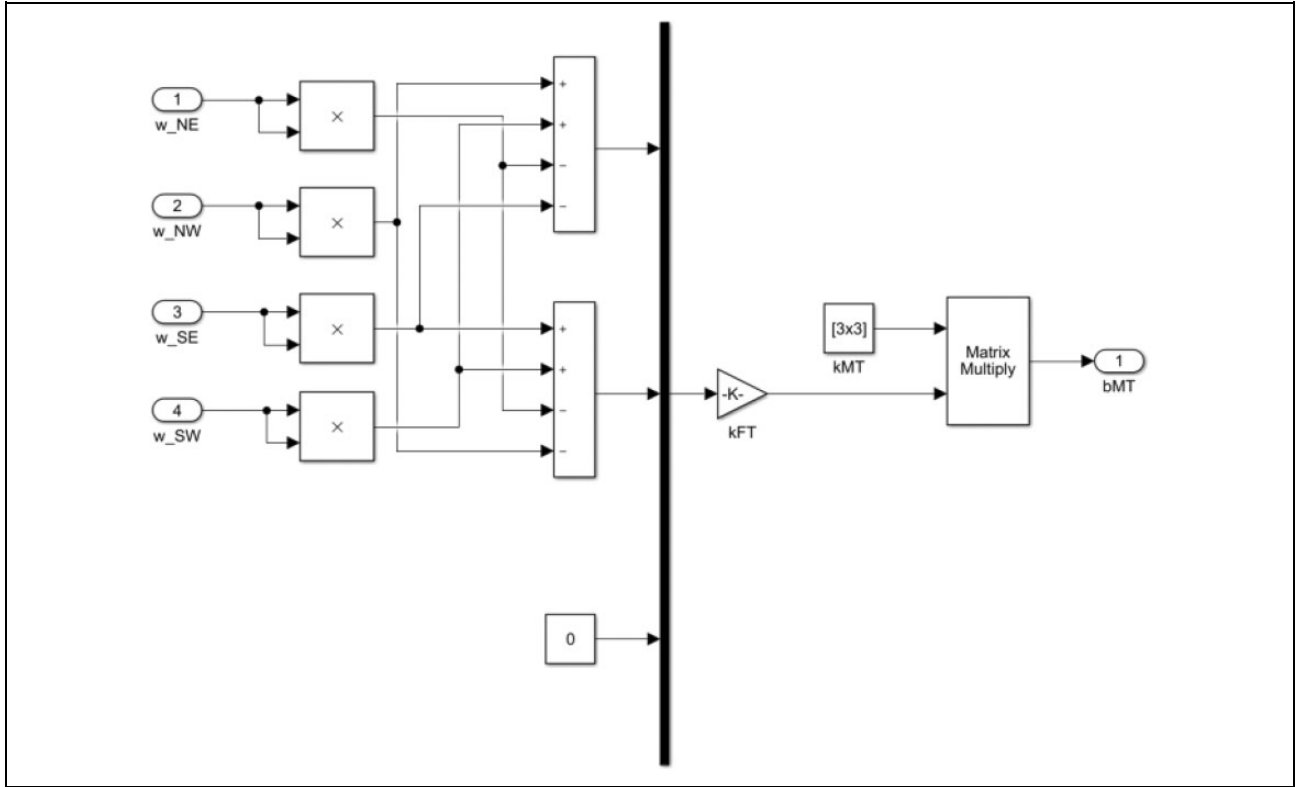 1
w_NE
×
2
w_NW
×
3
w_SE
×
4
w_SW
×
+
+
−
−
+
+
−
−
0
-K-
kFT
[3x3]
kMT
Matrix
Multiply
1
bMT